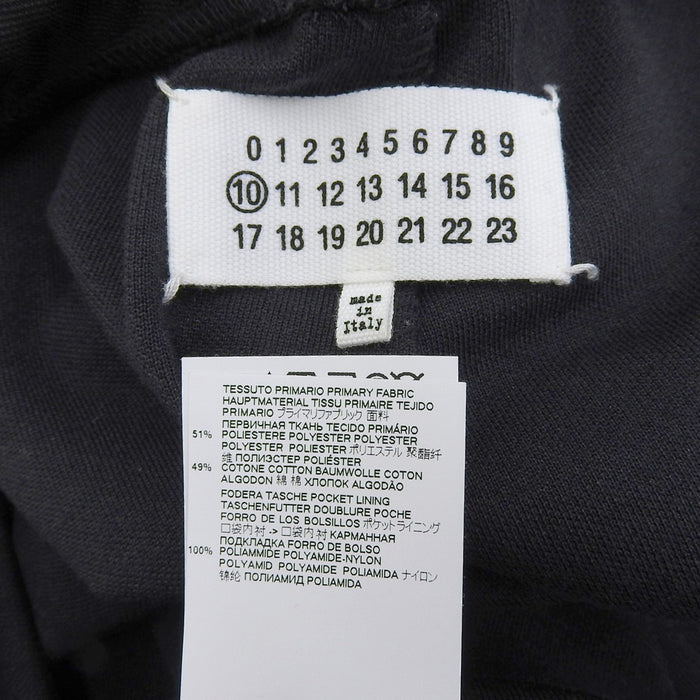 0 1 2 3 4 5 6 7 8 9
10 11 12 13 14 15 16
17 18 19 20 21 22 23
made
in
Italy
TESSUTO PRIMARIO PRIMARY FABRIC
HAUPTMATERIAL TISSU PRIMAIRE TEJIDO
PRIMARIO プライマリファブリック 面料
ПЕРВИЧНАЯ ТКАНЬ TECIDO PRIMÁRIO
51% POLIESTERE POLYESTER POLYESTER
POLYESTER POLIESTER ポリエステル 聚酯纤
维 ПОЛИЭСТЕР POLIÉSTER
49% COTONE COTTON BAUMWOLLE COTON
ALGODON 綿 棉 ХЛОПОК ALGODÃO
FODERA TASCHE POCKET LINING
TASCHENFUTTER DOUBLURE POCHE
FORRO DE LOS BOLSILLOS ポケットライニング
口袋内衬 -> 口袋内衬 КАРМАННАЯ
ПОДКЛАДКА FORRO DE BOLSO
100% POLIAMMIDE POLYAMIDE-NYLON
POLYAMID POLYAMIDE POLIAMIDA ナイロン
锦纶 ПОЛИАМИД POLIAMIDA